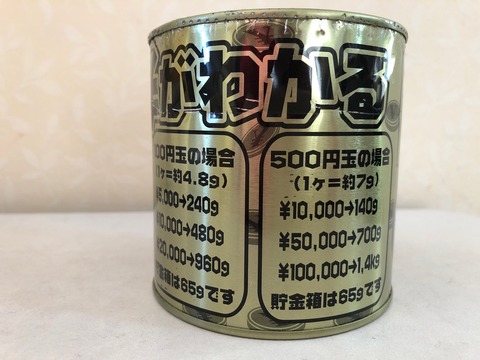 がわかる
00円玉の場合
(1ヶ=約4.8g)
5,000→240g
10,000→480g
20,000→960g
金箱は65gです
500円玉の場合
(1ヶ=約7g)
¥10,000→140g
¥50,000→700g
¥100,000→1,4kg
貯金箱は65gです